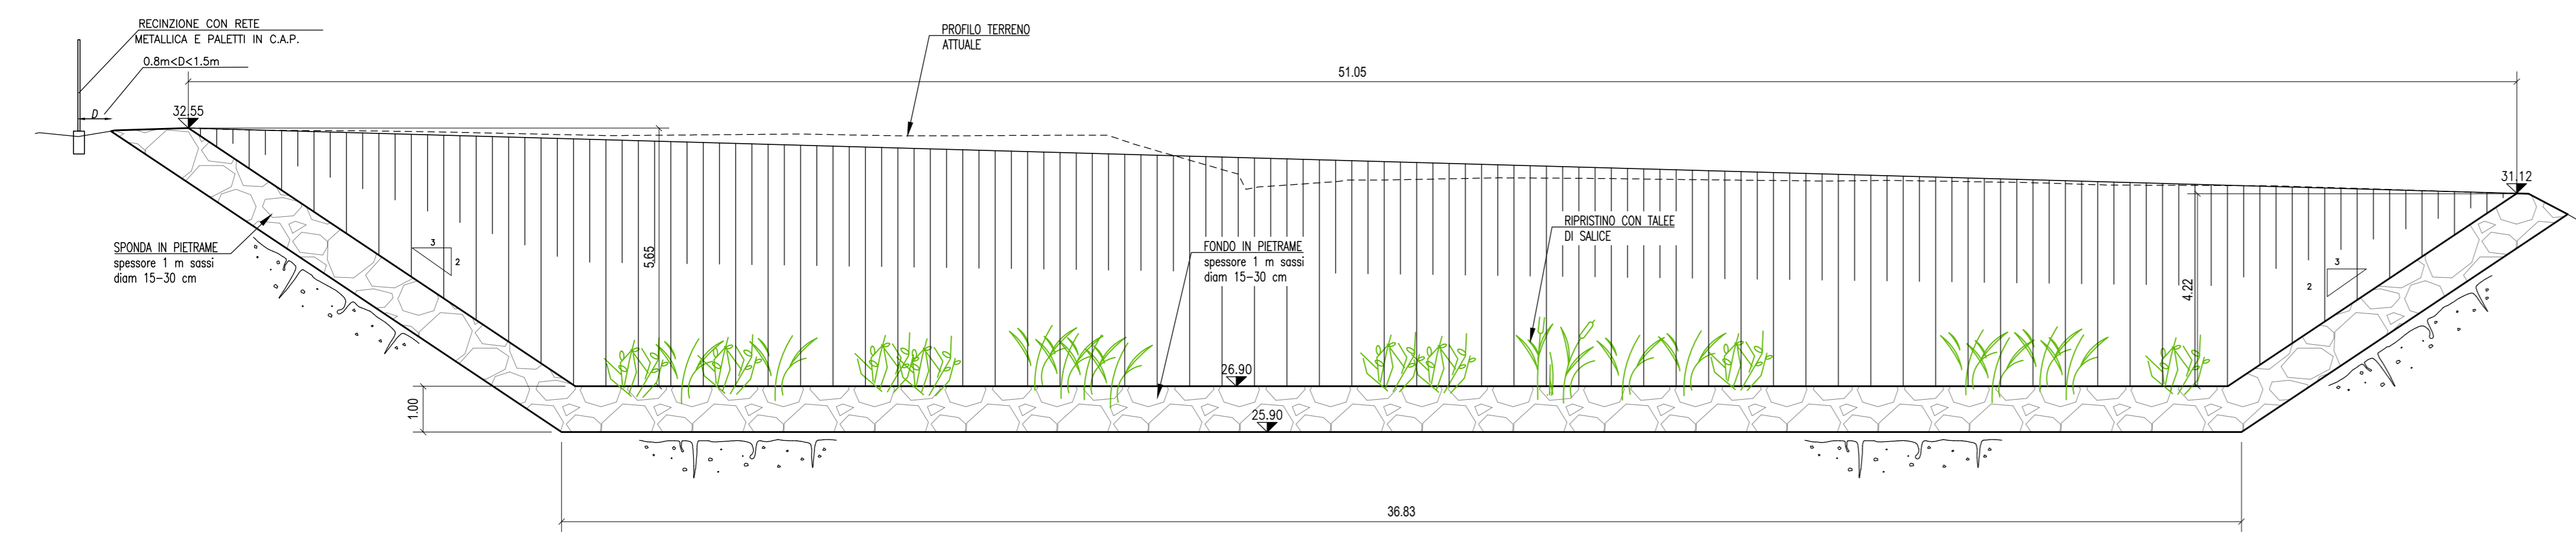 RECINZIONE CON RETE
METALLICA E PALETTI IN C.A.P.
0.8m<D<1.5m
D
32.55
PROFILO TERRENO
ATTUALE
51.05
31.12
SPONDA IN PIETRAME
spessore 1 m sassi
diam 15-30 cm
3
2
5.65
FONDO IN PIETRAME
spessore 1 m sassi
diam 15-30 cm
RIPRISTINO CON TALEE
DI SALICE
4.22
3
2
26.90
1.00
25.90
36.83